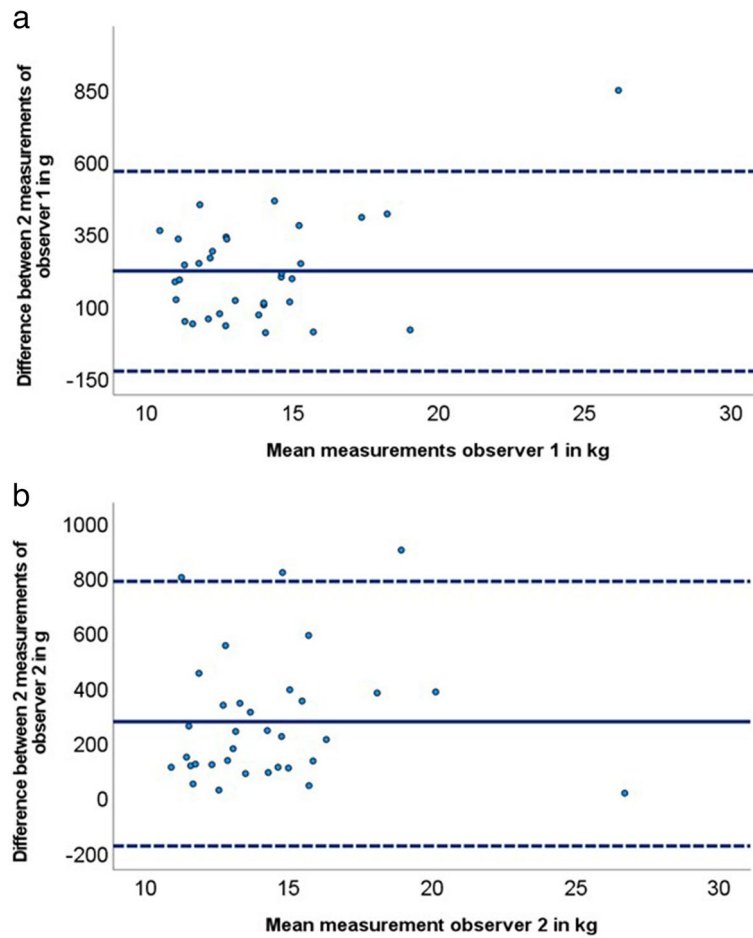 a
Difference between 2 measurements of
observer 1 in g
850
600
350
100
-150
10 15 20 25 30
Mean measurements observer 1 in kg
b
Difference between 2 measurements of
observer 2 in g
1000
800
600
400
200
0
-200
10 15 20 25 30
Mean measurement observer 2 in kg